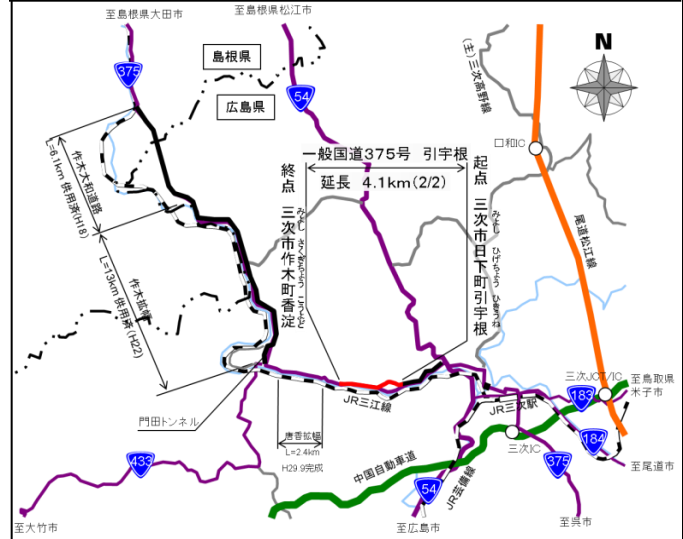 至島根県大田市
至島根県松江市
375
島根県
54
N
広島県
(主)三次高野線
口和IC
一般国道375号 引宇根
延長 4.1km(2/2)
終点 三次市作木町香淀
みよし さくぎちょう こうよど
起点 三次市日下町引宇根
みよし ひげちょう ひきうね
作木大和道路
L=6.1km 供用済(H18)
作木拡幅
L=13km 供用済(H22)
尾道松江線
門田トンネル
JR三江線
唐香拡幅
L=2.4km
H29.9完成
三次JCT/IC
至鳥取県
米子市
183
JR三次駅
184
三次IC
中国自動車道
433
54
JR芸備線
375
至尾道市
至大竹市
至広島市
至呉市